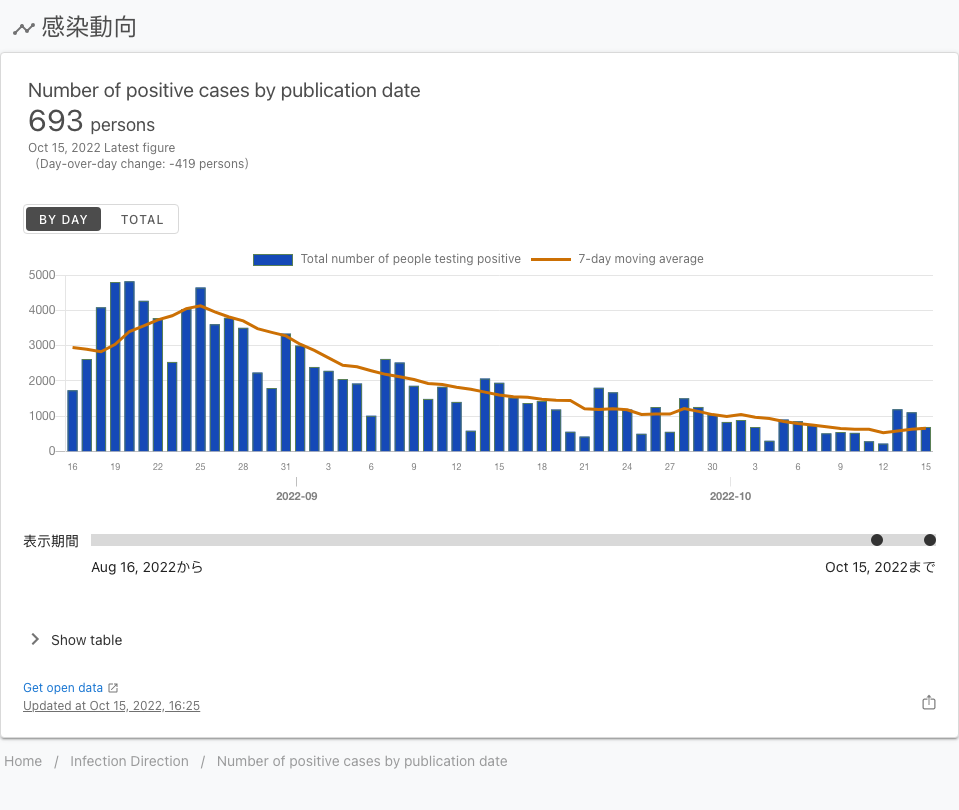 感染動向
Number of positive cases by publication date
693 persons
Oct 15, 2022 Latest figure
(Day-over-day change: -419 persons)
BY DAY TOTAL
Total number of people testing positive 7-day moving average
5000
4000
3000
2000
1000
0
16 19 22 25 28 31 3 6 9 12 15 18 21 24 27 30 3 6 9 12 15
2022-09 2022-10
表示期間
Aug 16, 2022から Oct 15, 2022まで
Show table
Get open data
Updated at Oct 15, 2022, 16:25
Home / Infection Direction / Number of positive cases by publication date